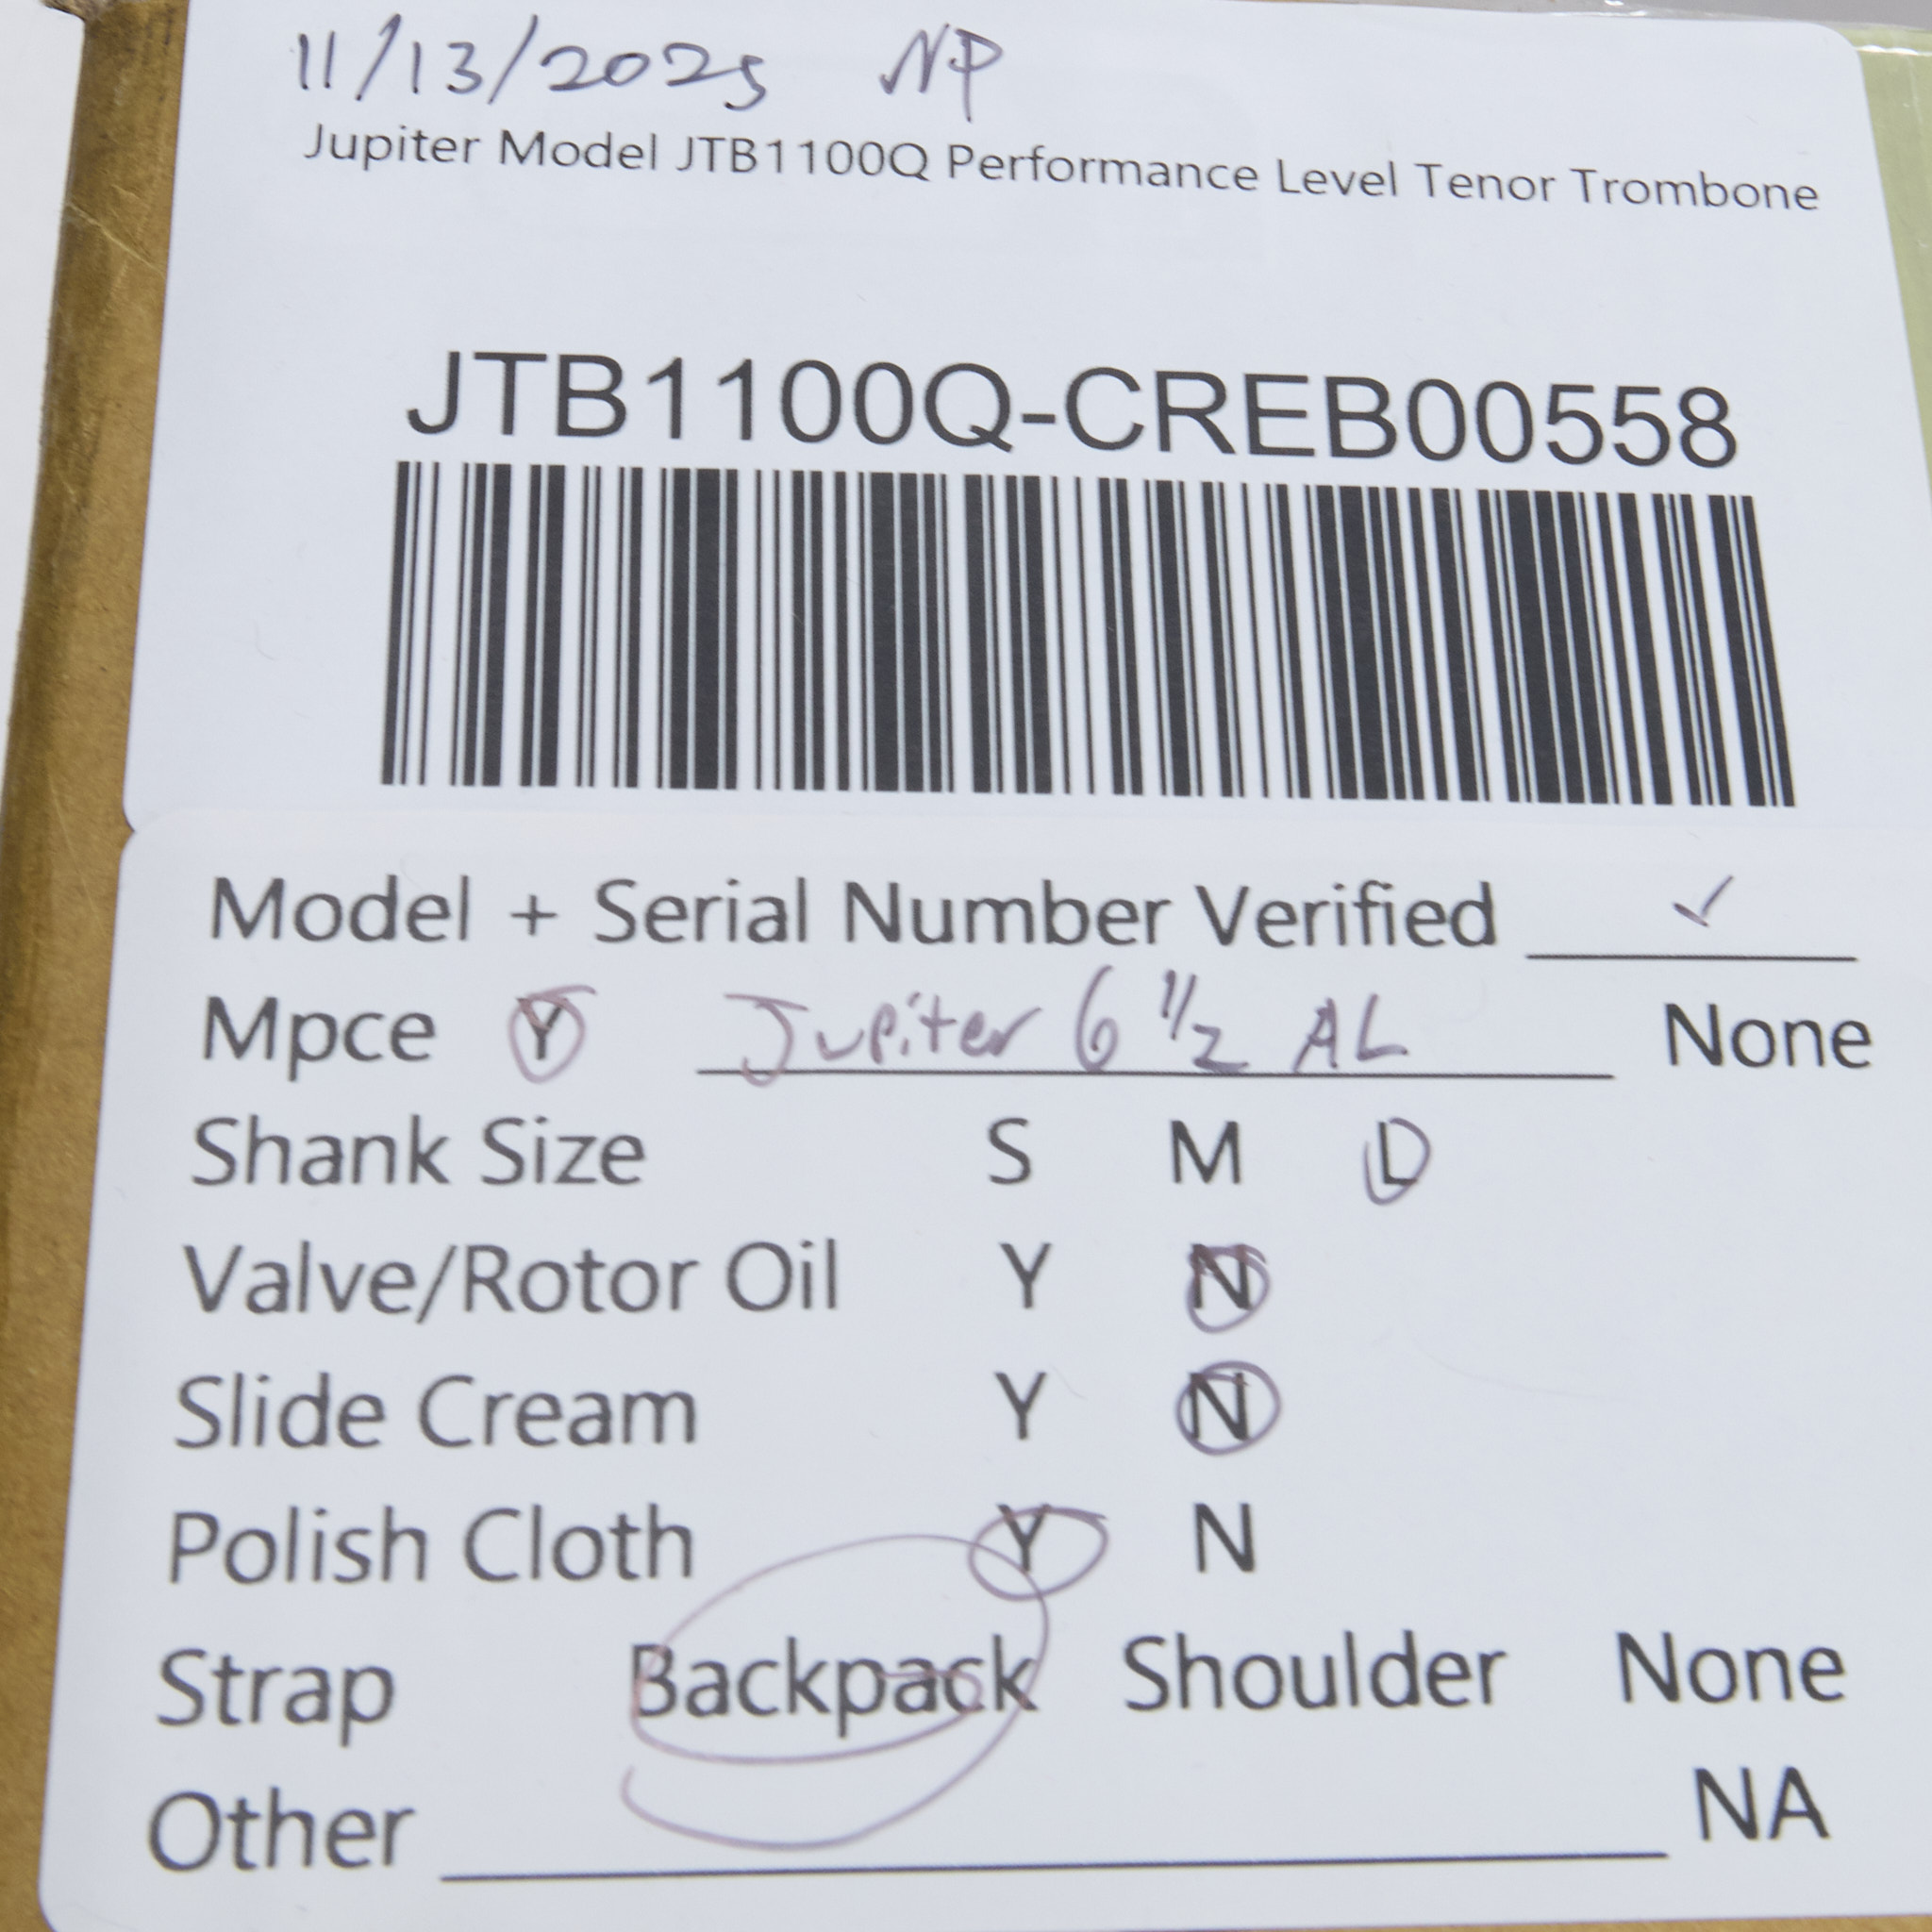 11/13/2025 NP
Jupiter Model JTB1100Q Performance Level Tenor Trombone
JTB1100Q-CREB00558
Model + Serial Number Verified ✓
Mpce Y Jupiter 6 1/2 AL None
Shank Size S M L
Valve/Rotor Oil Y N
Slide Cream Y N
Polish Cloth Y N
Strap Backpack Shoulder None
Other NA